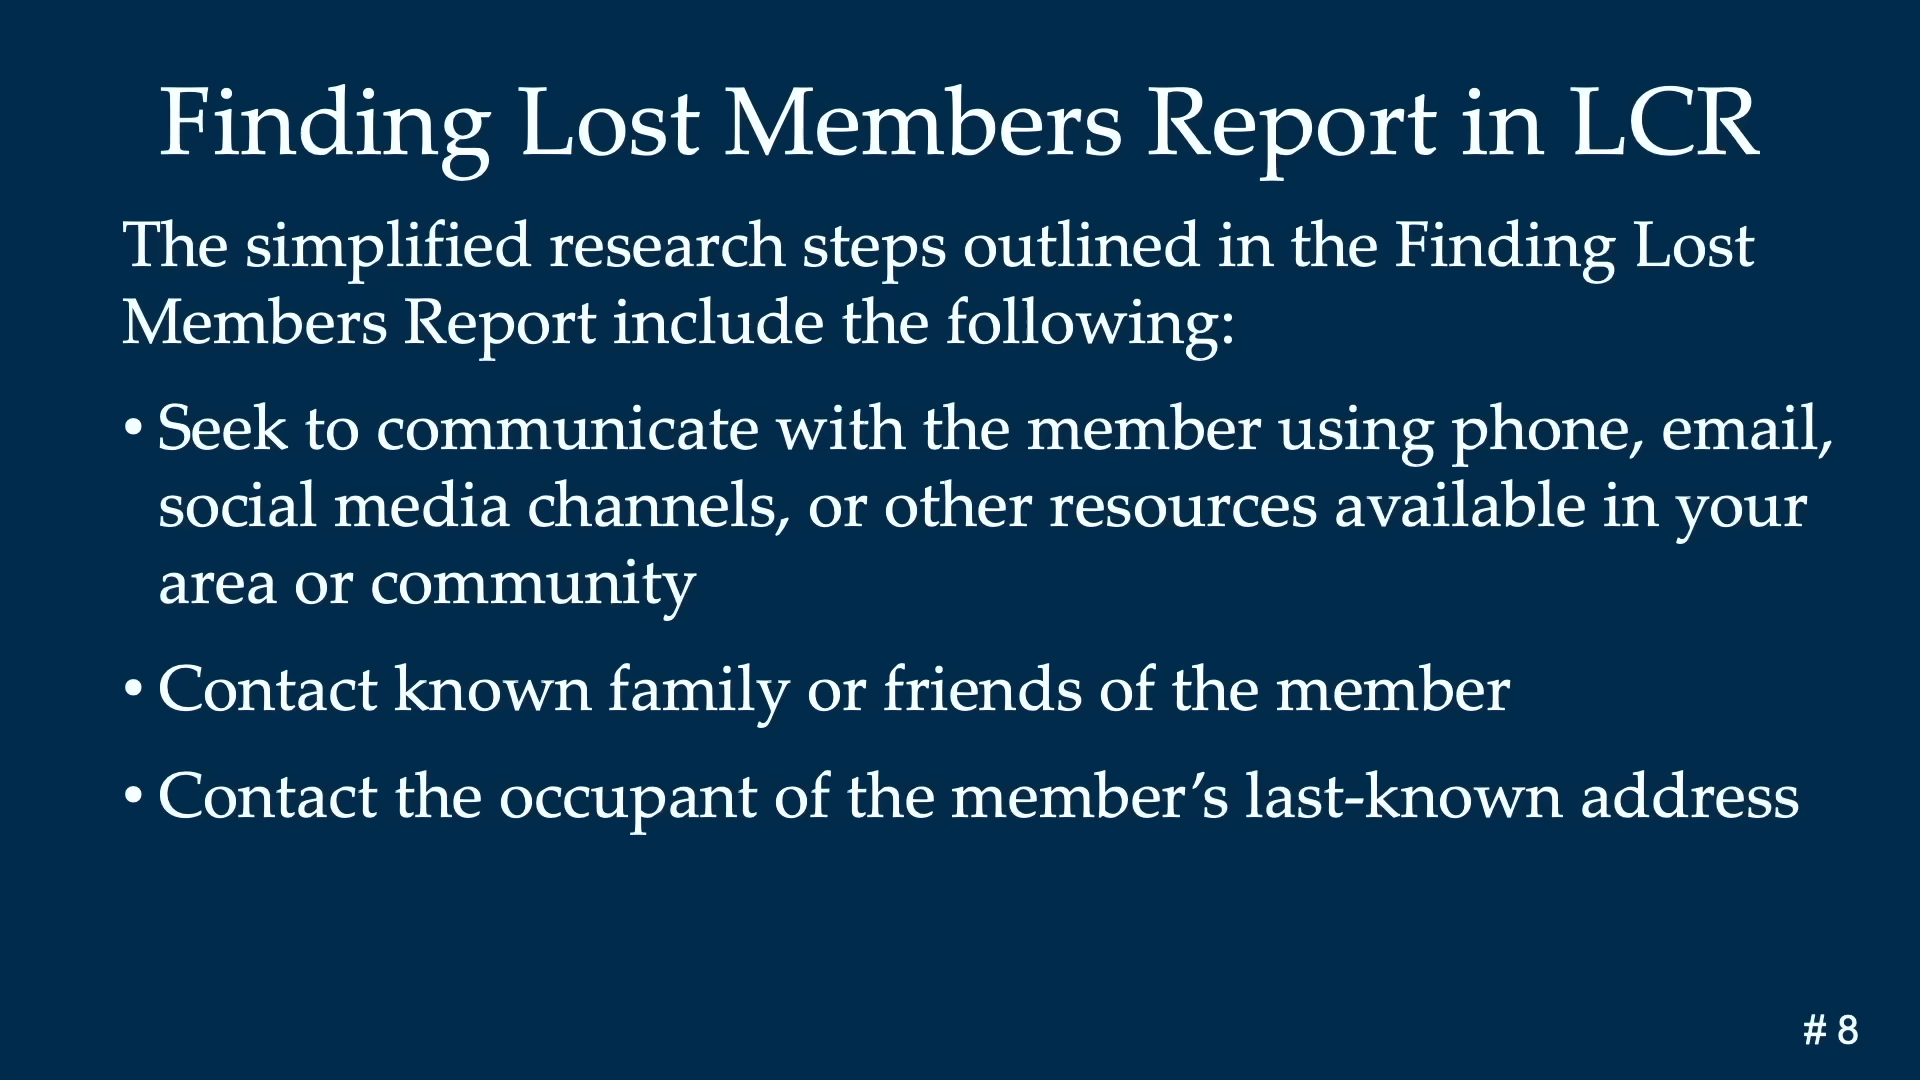 Finding Lost Members Report in LCR
The simplified research steps outlined in the Finding Lost
Members Report include the following:
• Seek to communicate with the member using phone, email,
social media channels, or other resources available in your
area or community
• Contact known family or friends of the member
• Contact the occupant of the member’s last-known address
# 8